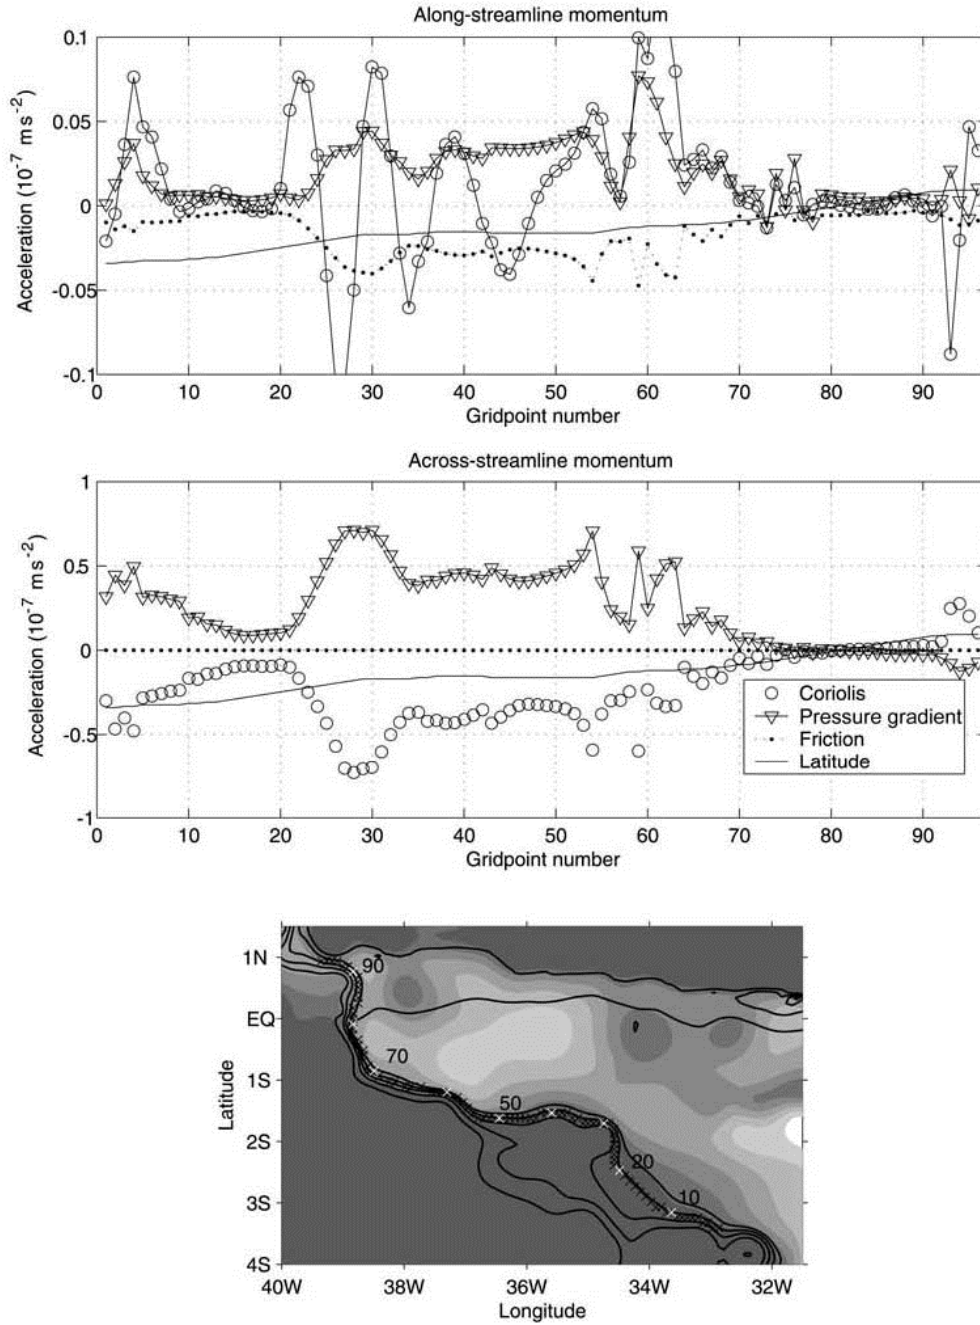 Along-streamline momentum
0.1
0.05
0
-0.05
-0.1
Acceleration (10⁻⁷ ms⁻²)
0 10 20 30 40 50 60 70 80 90
Gridpoint number
Across-streamline momentum
1
0.5
0
-0.5
-1
Acceleration (10⁻⁷ ms⁻²)
Coriolis
Pressure gradient
Friction
Latitude
0 10 20 30 40 50 60 70 80 90
Gridpoint number
1N
EQ
1S
2S
3S
4S
Latitude
90
70
50
20
10
40W 38W 36W 34W 32W
Longitude